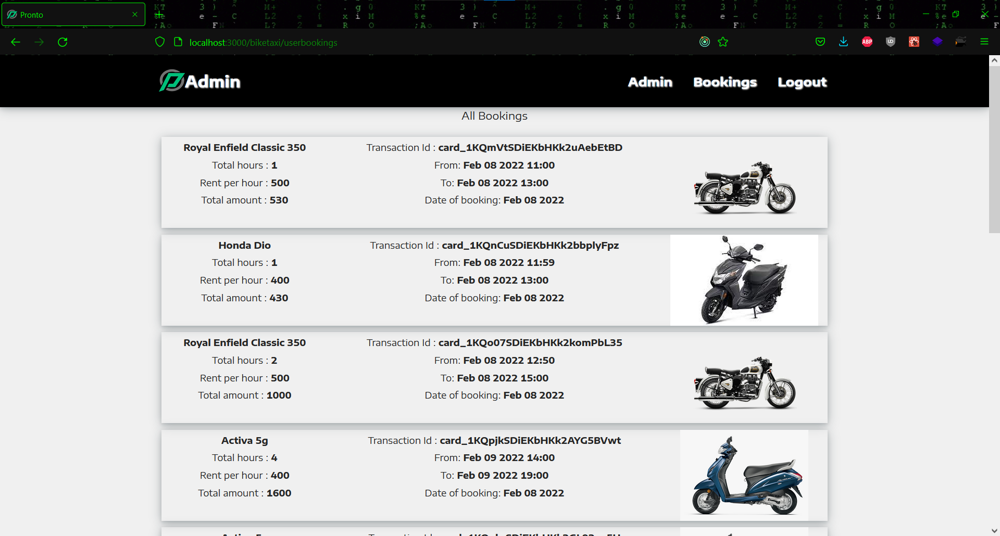 Pronto
localhost:3000/biketaxi/userbookings
ABP
Admin
Admin Bookings Logout
All Bookings
Royal Enfield Classic 350
Total hours : 1
Rent per hour : 500
Total amount : 530
Transaction Id : card_1KQmVtSDiEKbHKk2uAebEtBD
From: Feb 08 2022 11:00
To: Feb 08 2022 13:00
Date of booking: Feb 08 2022
Honda Dio
Total hours : 1
Rent per hour : 400
Total amount : 430
Transaction Id : card_1KQnCuSDiEKbHKk2bbplyFpz
From: Feb 08 2022 11:59
To: Feb 08 2022 13:00
Date of booking: Feb 08 2022
Royal Enfield Classic 350
Total hours : 2
Rent per hour : 500
Total amount : 1000
Transaction Id : card_1KQo07SDiEKbHKk2komPbL35
From: Feb 08 2022 12:50
To: Feb 08 2022 15:00
Date of booking: Feb 08 2022
Activa 5g
Total hours : 4
Rent per hour : 400
Total amount : 1600
Transaction Id : card_1KQpjkSDiEKbHKk2AYG5BVwt
From: Feb 09 2022 14:00
To: Feb 09 2022 19:00
Date of booking: Feb 08 2022